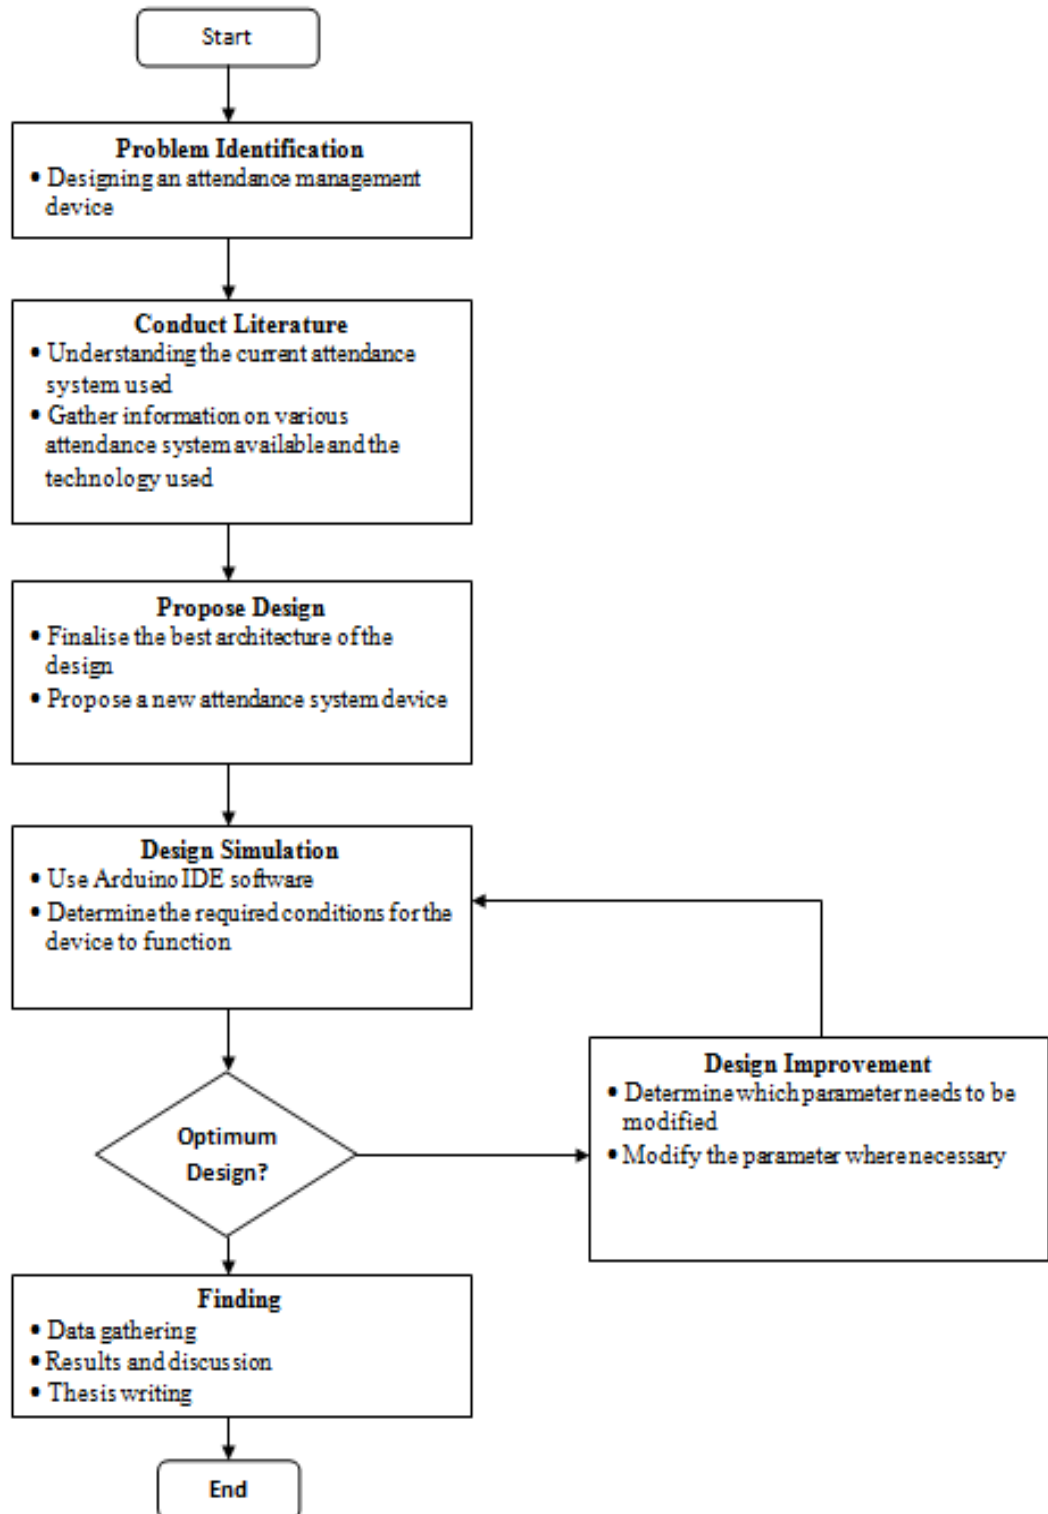 Start
Problem Identification
• Designing an attendance management
device
Conduct Literature
• Understanding the current attendance
system used
• Gather information on various
attendance system available and the
technology used
Propose Design
• Finalise the best architecture of the
design
• Propose a new attendance system device
Design Simulation
• Use Arduino IDE software
• Determine the required conditions for the
device to function
Optimum
Design?
Design Improvement
• Determine which parameter needs to be
modified
• Modify the parameter where necessary
Finding
• Data gathering
• Results and discussion
• Thesis writing
End